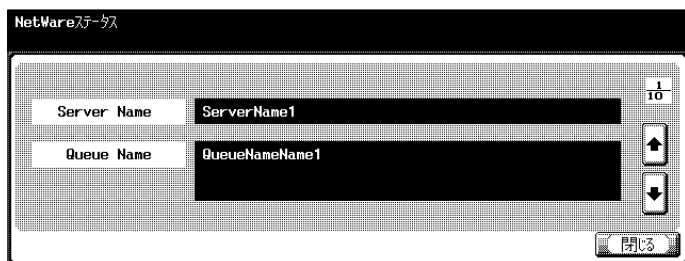 NetWareステータス
1
10
Server Name
ServerName1
Queue Name
QueueNameName1
閉じる